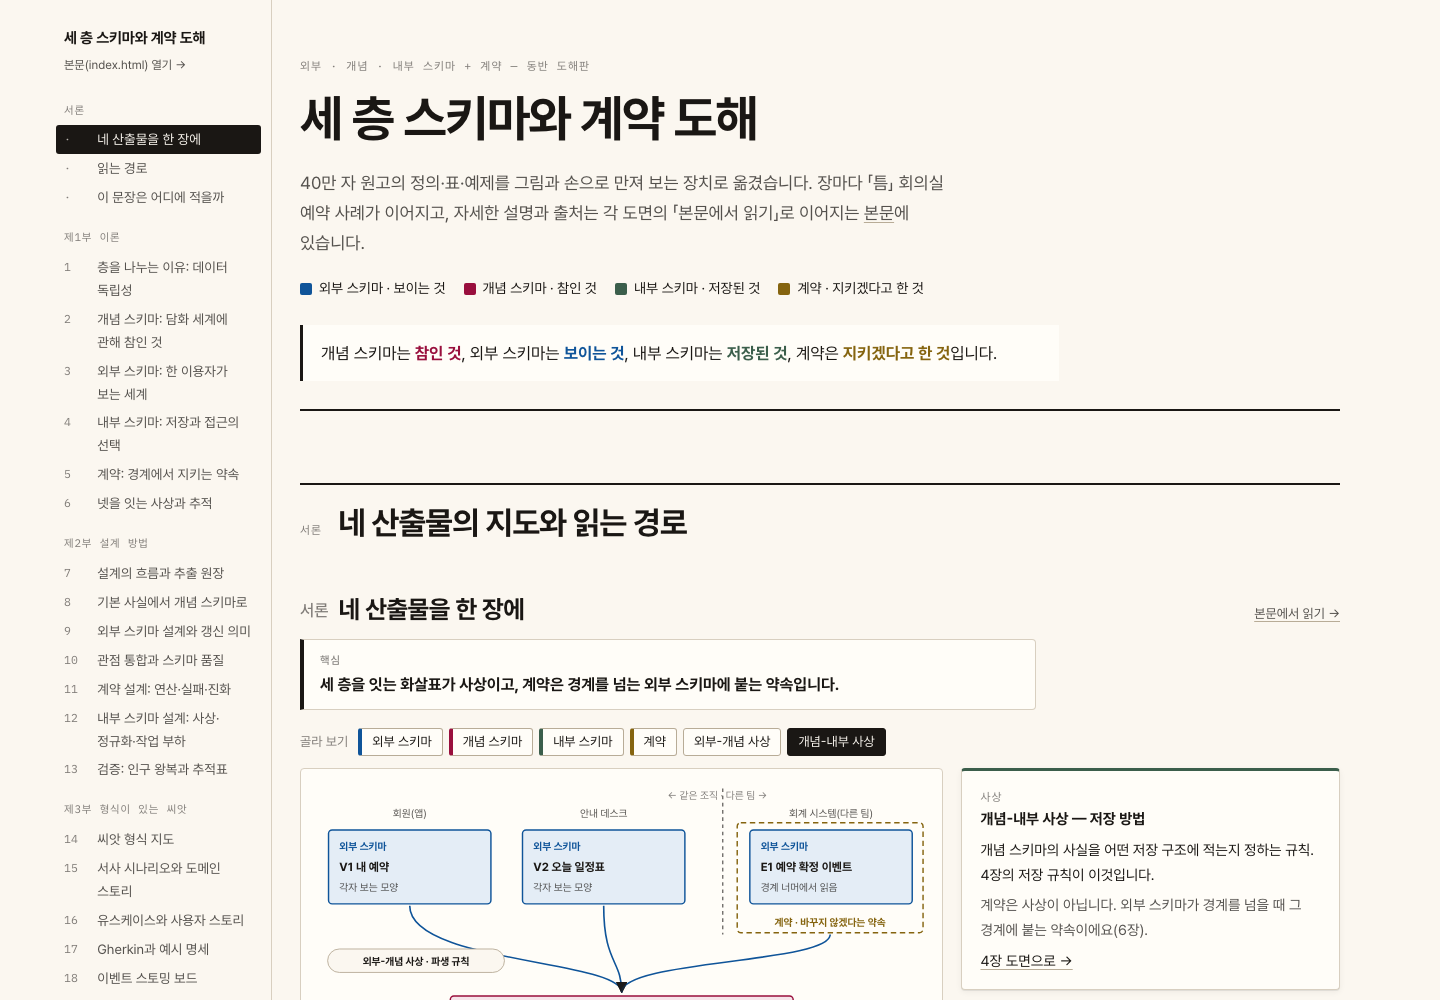 세 층 스키마와 계약 도해
본문(index.html) 열기 →
서론
· 네 산출물을 한 장에
· 읽는 경로
· 이 문장은 어디에 적을까
제1부 이론
1 층을 나누는 이유: 데이터
독립성
2 개념 스키마: 담화 세계에
관해 참인 것
3 외부 스키마: 한 이용자가
보는 세계
4 내부 스키마: 저장과 접근의
선택
5 계약: 경계에서 지키는 약속
6 넷을 잇는 사상과 추적
제2부 설계 방법
7 설계의 흐름과 추출 원장
8 기본 사실에서 개념 스키마로
9 외부 스키마 설계와 갱신 의미
10 관점 통합과 스키마 품질
11 계약 설계: 연산·실패·진화
12 내부 스키마 설계: 사상·
정규화·작업 부하
13 검증: 인구 왕복과 추적표
제3부 형식이 있는 씨앗
14 씨앗 형식 지도
15 서사 시나리오와 도메인
스토리
16 유스케이스와 사용자 스토리
17 Gherkin과 예시 명세
18 이벤트 스토밍 보드
외부 · 개념 · 내부 스키마 + 계약 — 동반 도해판
세 층 스키마와 계약 도해
40만 자 원고의 정의·표·예제를 그림과 손으로 만져 보는 장치로 옮겼습니다. 장마다 「틈」 회의실
예약 사례가 이어지고, 자세한 설명과 출처는 각 도면의 「본문에서 읽기」로 이어지는 본문에
있습니다.
외부 스키마 · 보이는 것 개념 스키마 · 참인 것 내부 스키마 · 저장된 것 계약 · 지키겠다고 한 것
개념 스키마는 참인 것, 외부 스키마는 보이는 것, 내부 스키마는 저장된 것, 계약은 지키겠다고 한 것입니다.
서론 네 산출물의 지도와 읽는 경로
서론 네 산출물을 한 장에
본문에서 읽기 →
핵심
세 층을 잇는 화살표가 사상이고, 계약은 경계를 넘는 외부 스키마에 붙는 약속입니다.
골라 보기 외부 스키마 개념 스키마 내부 스키마 계약 외부-개념 사상 개념-내부 사상
← 같은 조직 다른 팀 →
회원(앱) 안내 데스크 회계 시스템(다른 팀)
외부 스키마
V1 내 예약
각자 보는 모양
외부 스키마
V2 오늘 일정표
각자 보는 모양
외부 스키마
E1 예약 확정 이벤트
경계 너머에서 읽음
계약 · 바꾸지 않겠다는 약속
외부-개념 사상 · 파생 규칙
사상
개념-내부 사상 — 저장 방법
개념 스키마의 사실을 어떤 저장 구조에 적는지 정하는 규칙.
4장의 저장 규칙이 이것입니다.
계약은 사상이 아닙니다. 외부 스키마가 경계를 넘을 때 그
경계에 붙는 약속이에요(6장).
4장 도면으로 →